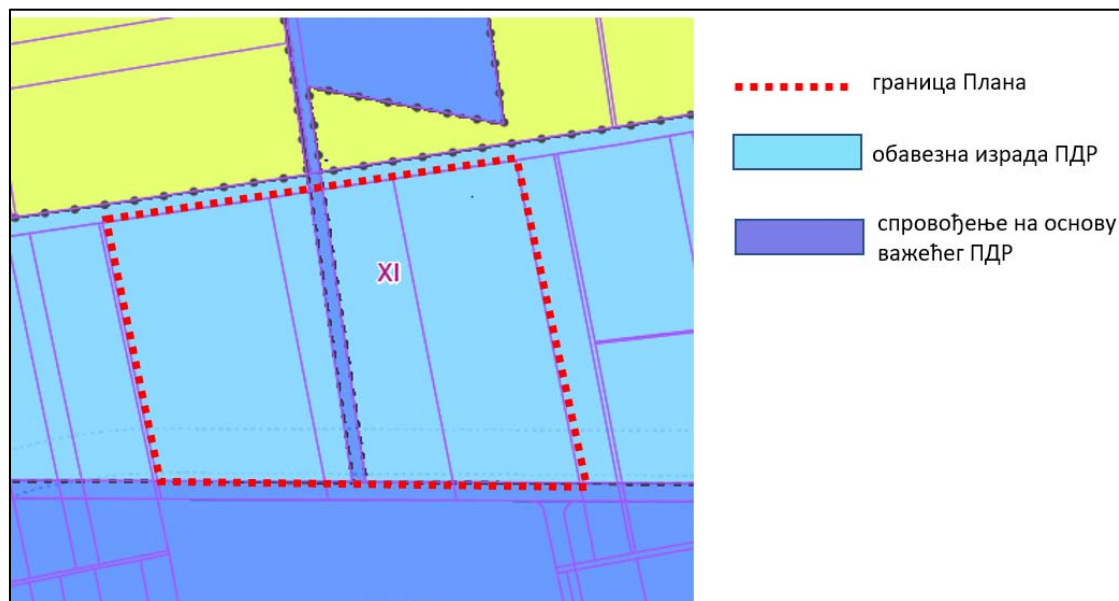 XI
граница Плана
обавезна израда ПДР
спровођење на основу
важећег ПДР